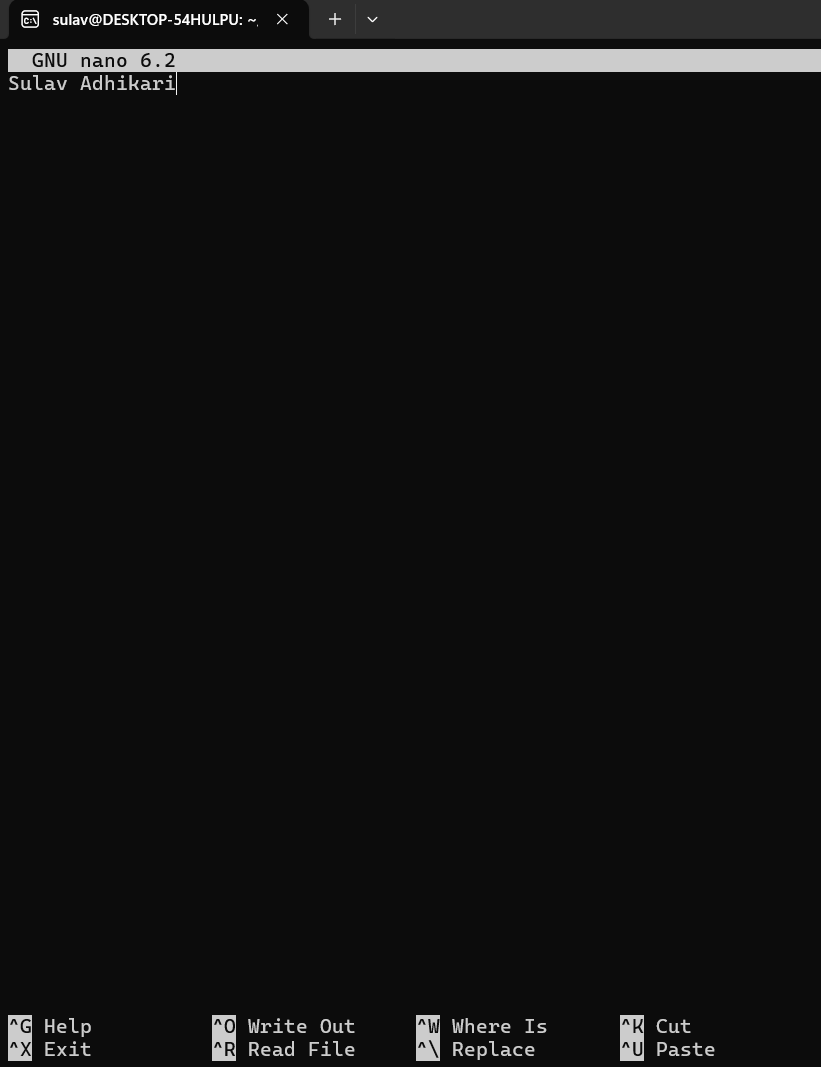 sulav@DESKTOP-54HULPU: ~
GNU nano 6.2
Sulav Adhikari
^G Help ^O Write Out ^W Where Is ^K Cut
^X Exit ^R Read File ^\ Replace ^U Paste